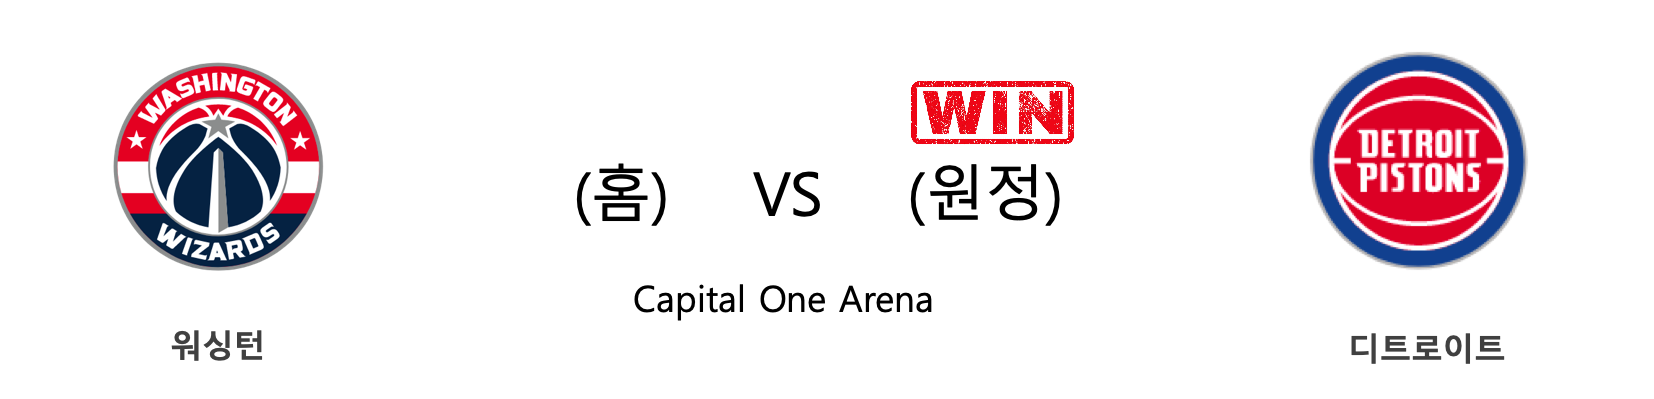 WASHINGTON
WIZARDS
워싱턴
WIN
(홈) VS (원정)
Capital One Arena
DETROIT
PISTONS
디트로이트